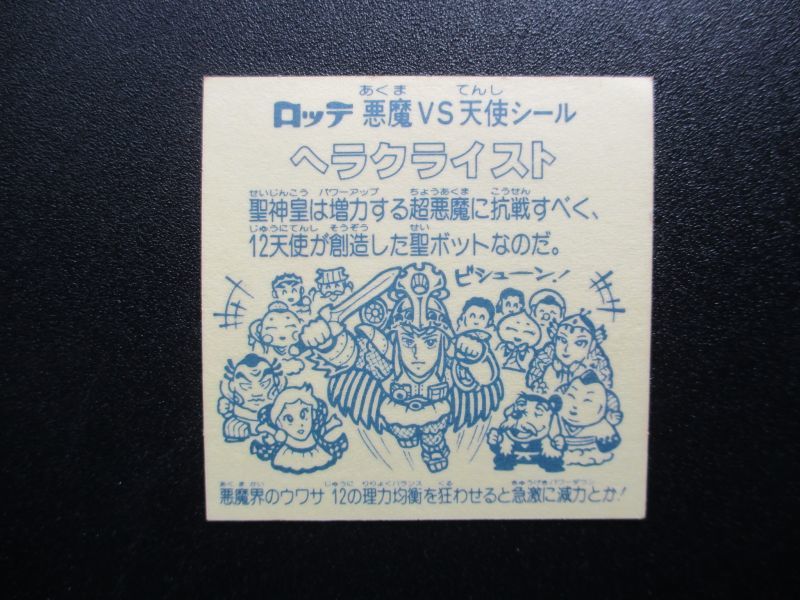 あくま てんし
ロッテ 悪魔VS天使シール
ヘラクライスト
せいじんこう パワーアップ ちょうあくま こうせん
聖神皇は増力する超悪魔に抗戦すべく、
じゅうにてんし そうぞう せい
12天使が創造した聖ボットなのだ。
ビシューン!
あくまかい じゅうに りりょくバランス くる きゅうげきパワーダウン
悪魔界のウワサ 12の理力均衡を狂わせると急激に減力とか!